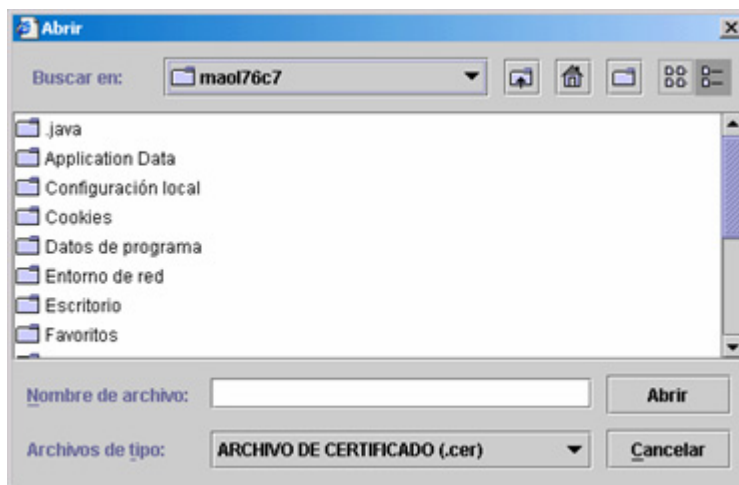 Abrir
Buscar en: maol76c7
.java
Application Data
Configuración local
Cookies
Datos de programa
Entorno de red
Escritorio
Favoritos
Nombre de archivo: Abrir
Archivos de tipo: ARCHIVO DE CERTIFICADO (.cer) Cancelar